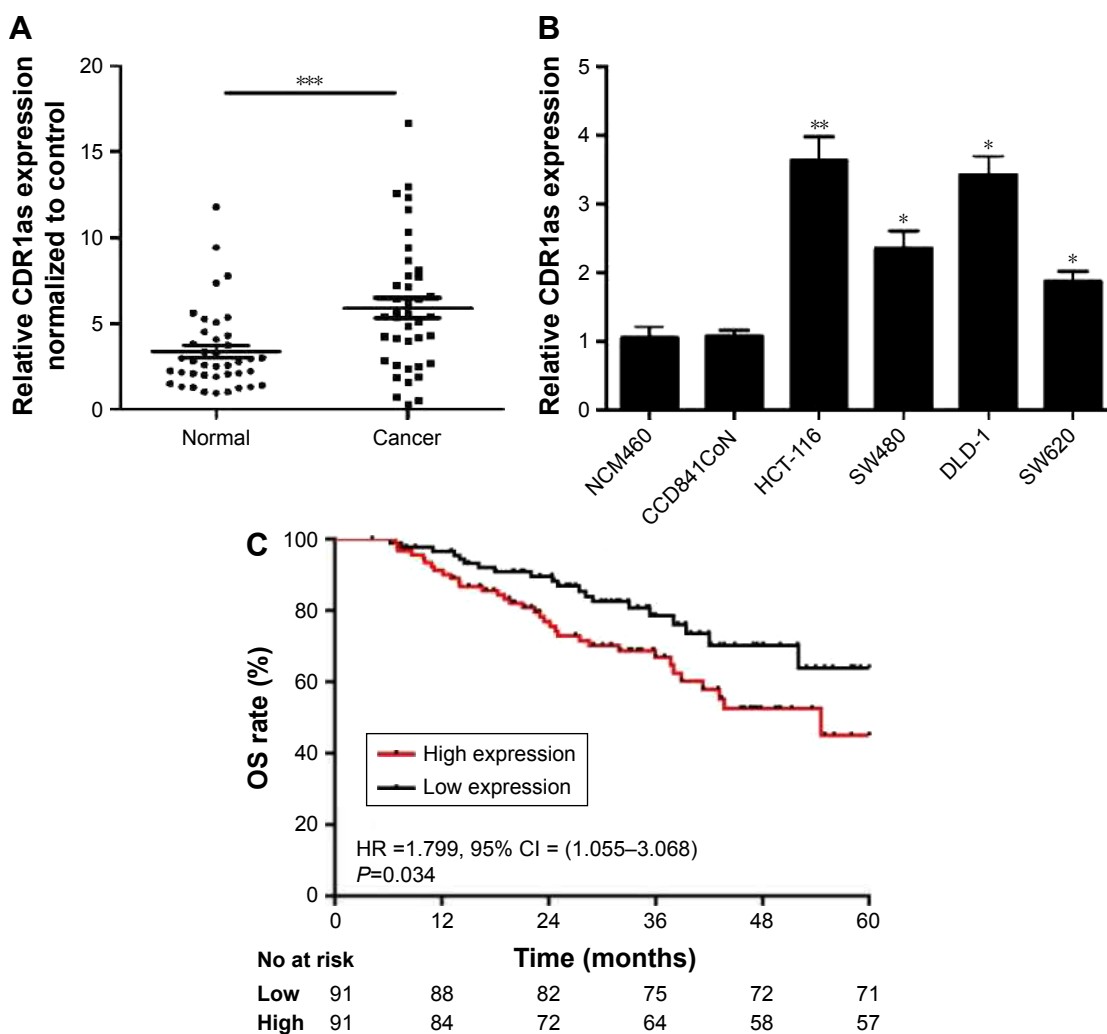 A
Relative CDR1as expression
normalized to control
20
15
10
5
0
***
Normal
Cancer
B
Relative CDR1as expression
5
4
3
2
1
0
**
*
*
*
NCM460
CCD841CoN
HCT-116
SW480
DLD-1
SW620
C
OS rate (%)
100
80
60
40
20
0
High expression
Low expression
HR =1.799, 95% CI = (1.055–3.068)
P=0.034
0 12 24 36 48 60
Time (months)
No at risk
Low 91 88 82 75 72 71
High 91 84 72 64 58 57